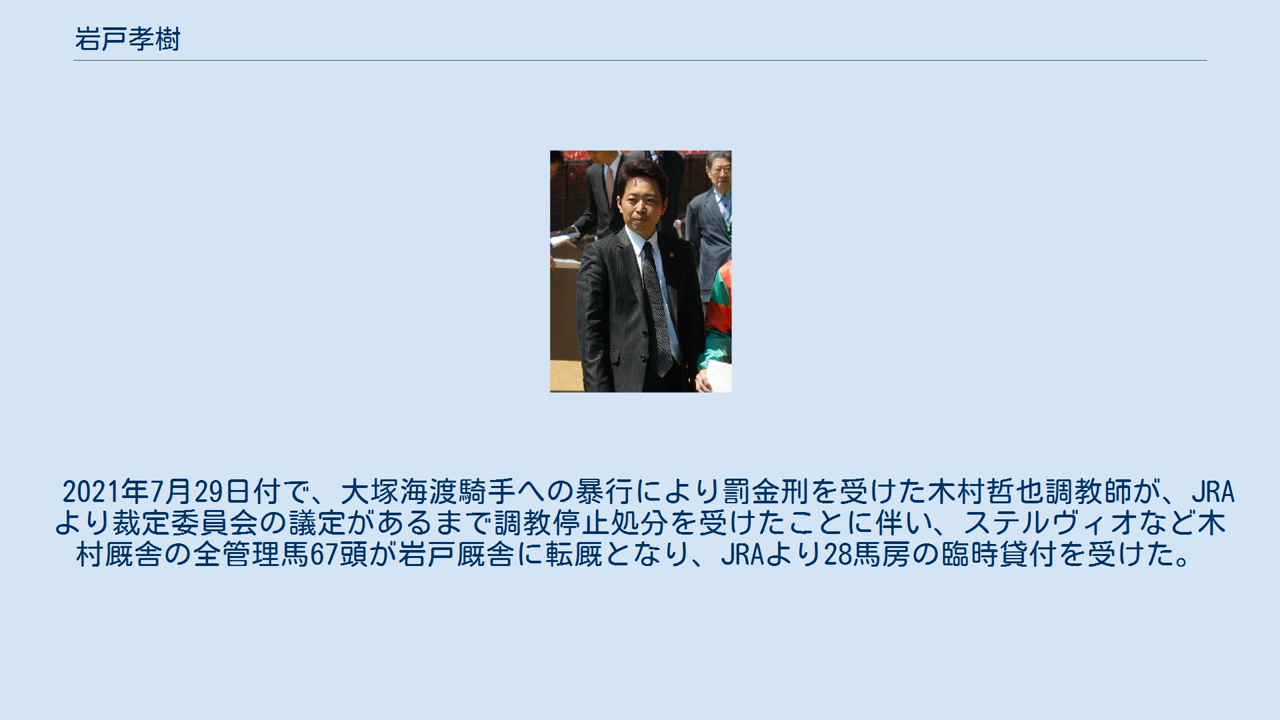 岩戸孝樹
2021年7月29日付で、大塚海渡騎手への暴行により罰金刑を受けた木村哲也調教師が、JRA
より裁定委員会の議定があるまで調教停止処分を受けたことに伴い、ステルヴィオなど木
村厩舎の全管理馬67頭が岩戸厩舎に転厩となり、JRAより28馬房の臨時貸付を受けた。